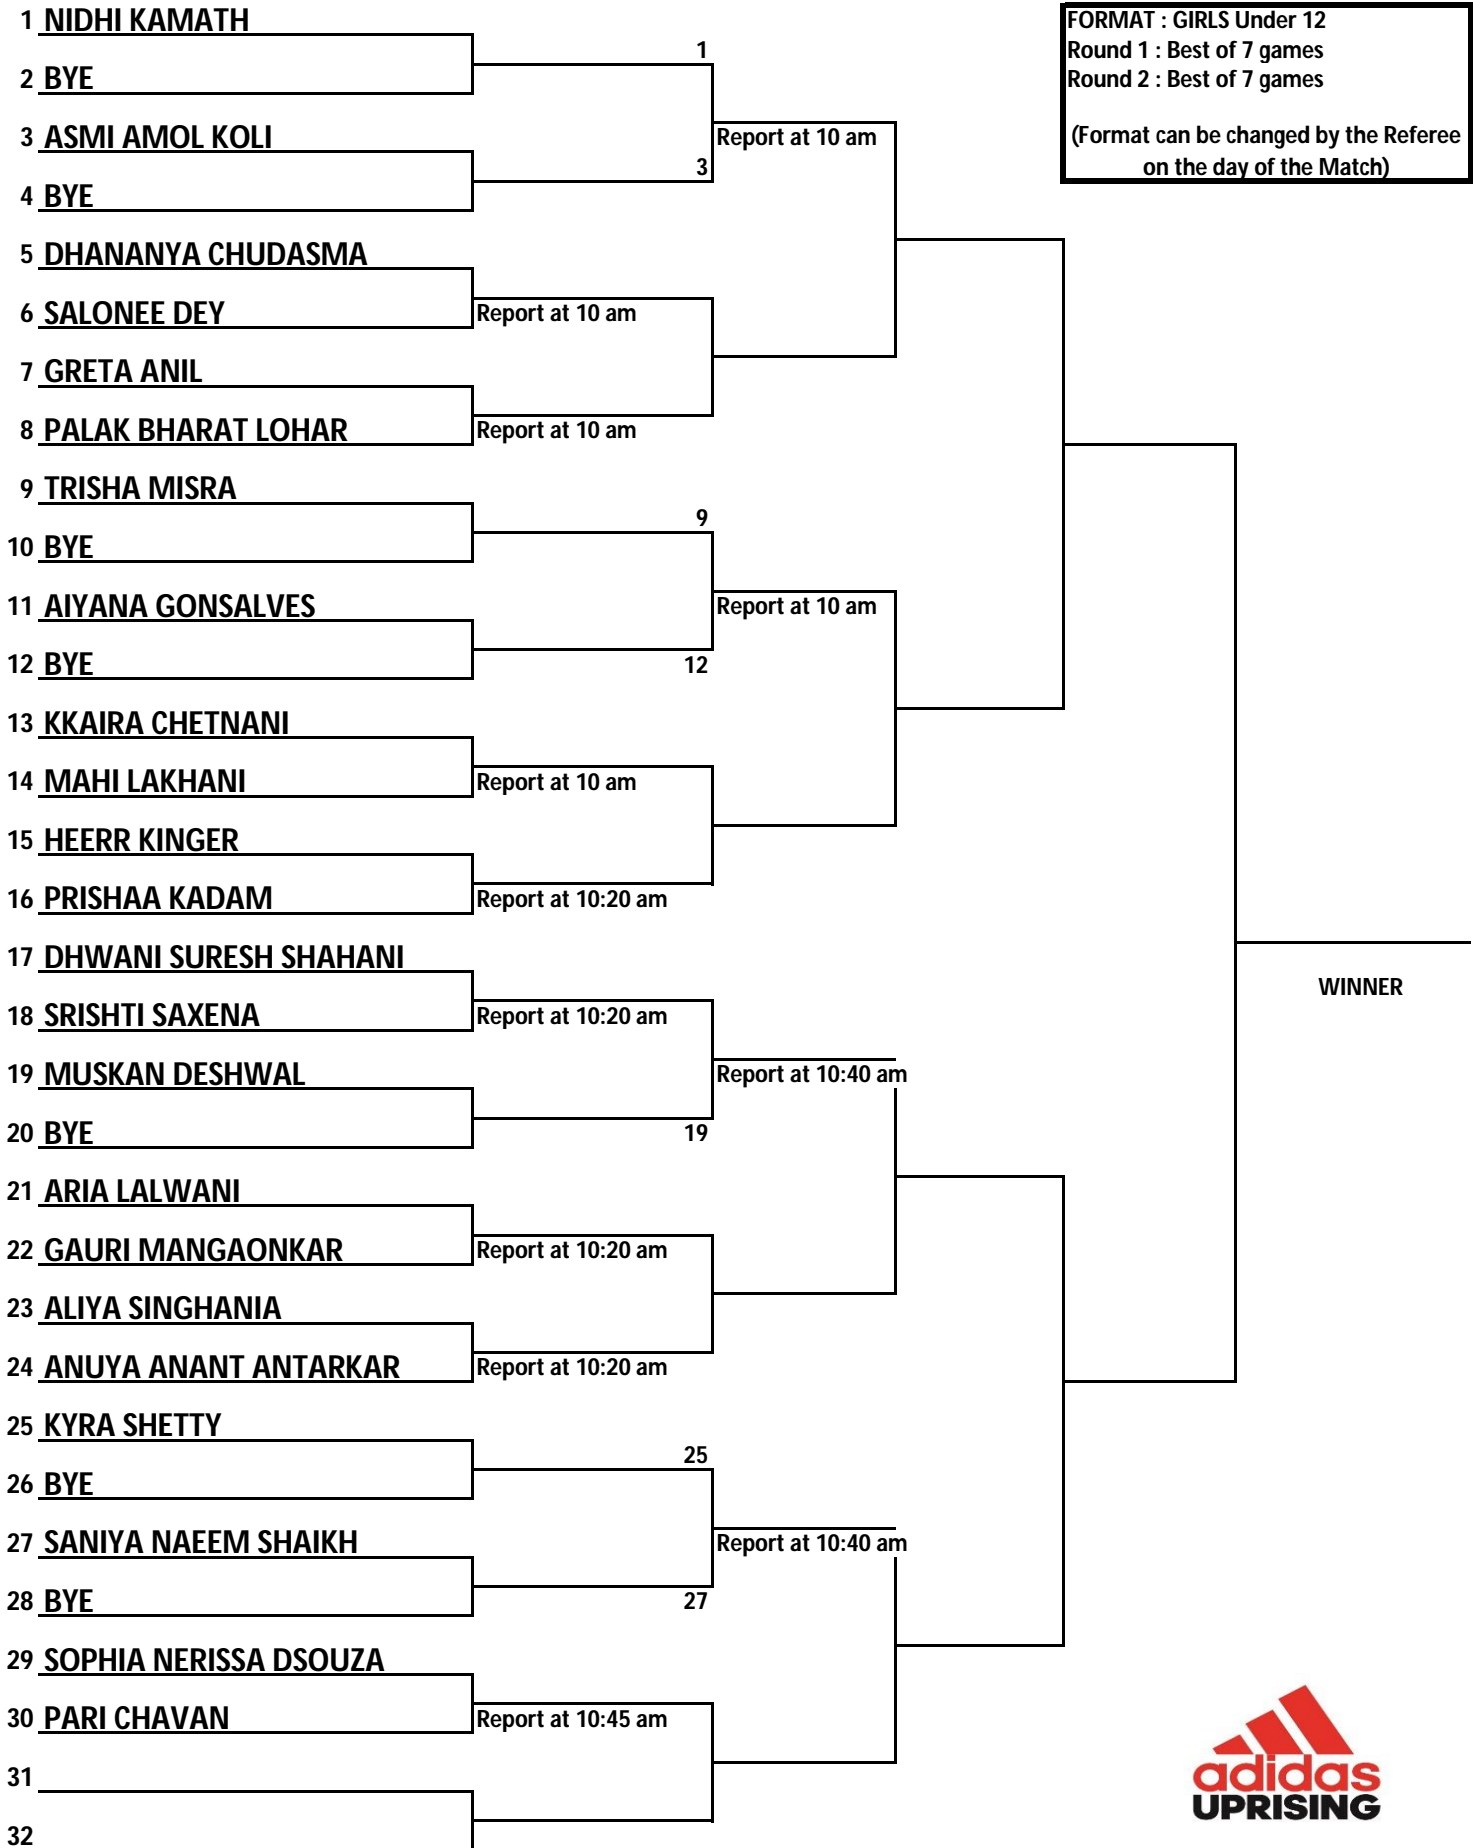 1 NIDHI KAMATH
2 BYE
3 ASMI AMOL KOLI
4 BYE
5 DHANANYA CHUDASMA
6 SALONEE DEY
7 GRETA ANIL
8 PALAK BHARAT LOHAR
9 TRISHA MISRA
10 BYE
11 AIYANA GONSALVES
12 BYE
13 KKAIRA CHETNANI
14 MAHI LAKHANI
15 HEERR KINGER
16 PRISHAA KADAM
17 DHWANI SURESH SHAHANI
18 SRISHTI SAXENA
19 MUSKAN DESHWAL
20 BYE
21 ARIA LALWANI
22 GAURI MANGAONKAR
23 ALIYA SINGHANIA
24 ANUYA ANANT ANTARKAR
25 KYRA SHETTY
26 BYE
27 SANIYA NAEEM SHAIKH
28 BYE
29 SOPHIA NERISSA DSOUZA
30 PARI CHAVAN
31
32
1
3
Report at 10 am
Report at 10 am
9
12
Report at 10 am
Report at 10:20 am
Report at 10:20 am
19
Report at 10:20 am
Report at 10:20 am
25
27
Report at 10:45 am
Report at 10 am
Report at 10 am
Report at 10:40 am
Report at 10:40 am
FORMAT : GIRLS Under 12
Round 1 : Best of 7 games
Round 2 : Best of 7 games
(Format can be changed by the Referee
on the day of the Match)
WINNER
adidas
UPRISING